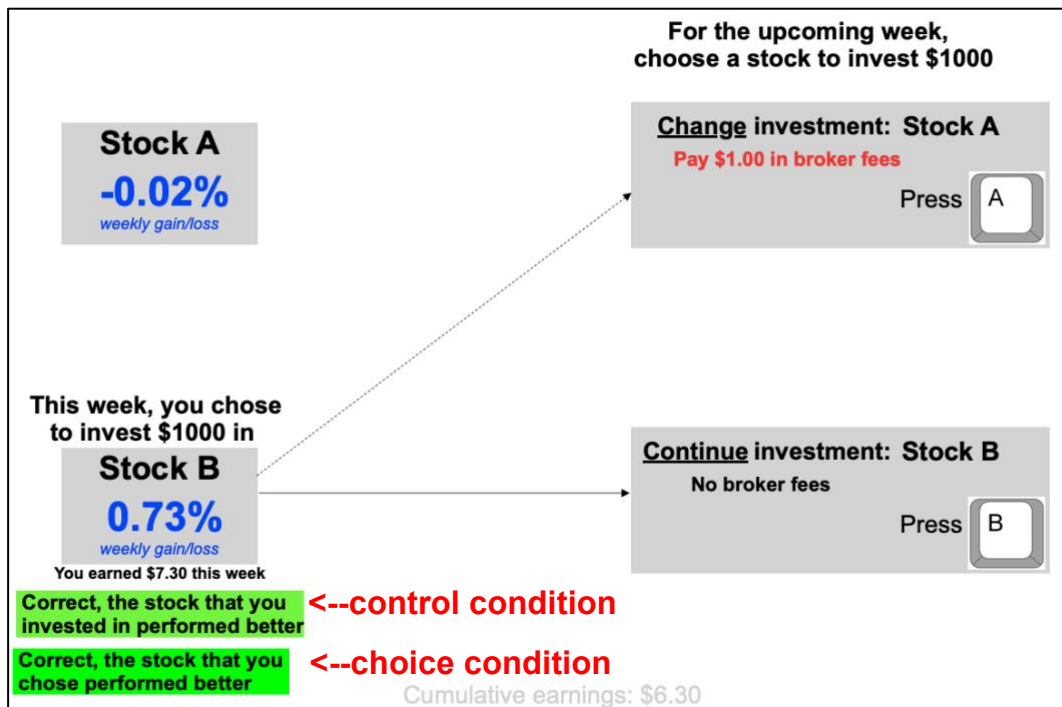 For the upcoming week,
choose a stock to invest $1000
Stock A
-0.02%
weekly gain/loss
Change investment: Stock A
Pay $1.00 in broker fees
Press A
This week, you chose
to invest $1000 in
Stock B
0.73%
weekly gain/loss
You earned $7.30 this week
Continue investment: Stock B
No broker fees
Press B
Correct, the stock that you
invested in performed better
<--control condition
Correct, the stock that you
chose performed better
<--choice condition
Cumulative earnings: $6.30